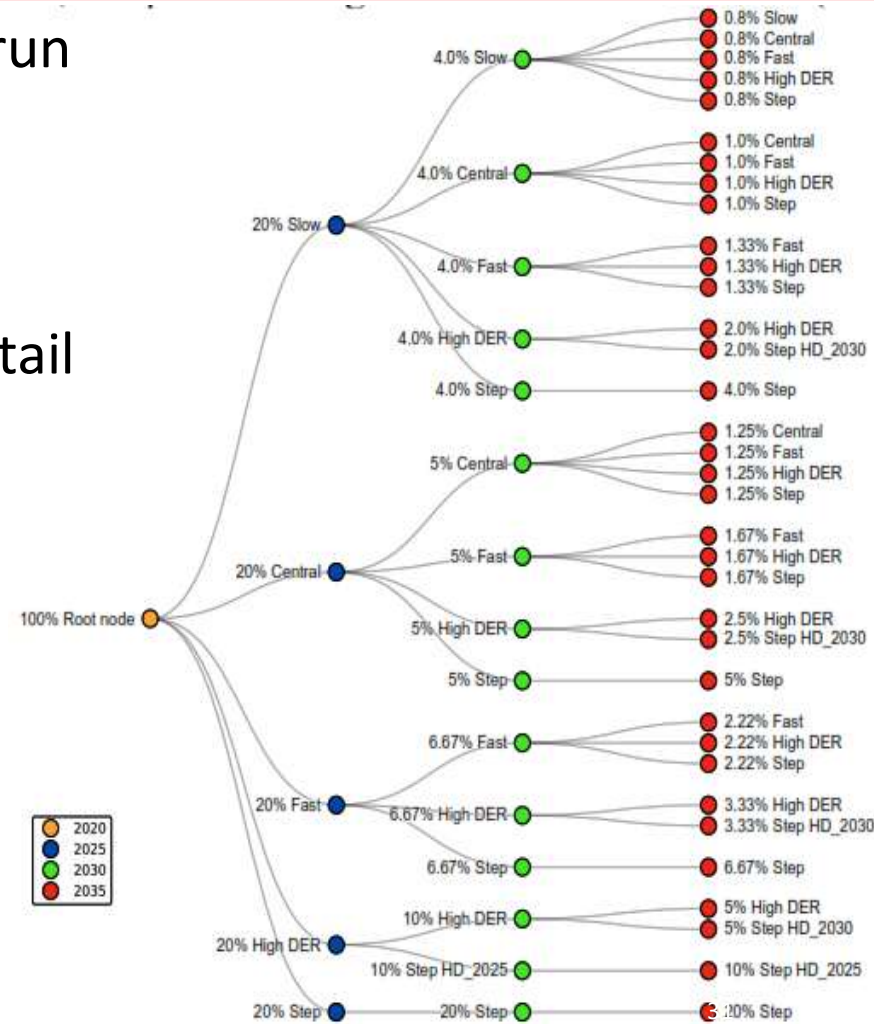 run
tail
100% Root node
20% Slow
20% Central
20% Fast
20% High DER
20% Step
4.0% Slow
4.0% Central
4.0% Fast
4.0% High DER
4.0% Step
5% Central
5% Fast
5% High DER
5% Step
6.67% Fast
6.67% High DER
6.67% Step
10% High DER
10% Step HD_2025
20% Step
0.8% Slow
0.8% Central
0.8% Fast
0.8% High DER
0.8% Step
1.0% Central
1.0% Fast
1.0% High DER
1.0% Step
1.33% Fast
1.33% High DER
1.33% Step
2.0% High DER
2.0% Step HD_2030
4.0% Step
1.25% Central
1.25% Fast
1.25% High DER
1.25% Step
1.67% Fast
1.67% High DER
1.67% Step
2.5% High DER
2.5% Step HD_2030
5% Step
2.22% Fast
2.22% High DER
2.22% Step
3.33% High DER
3.33% Step HD_2030
6.67% Step
5% High DER
5% Step HD_2030
10% Step HD_2025
20% Step
2020
2025
2030
2035